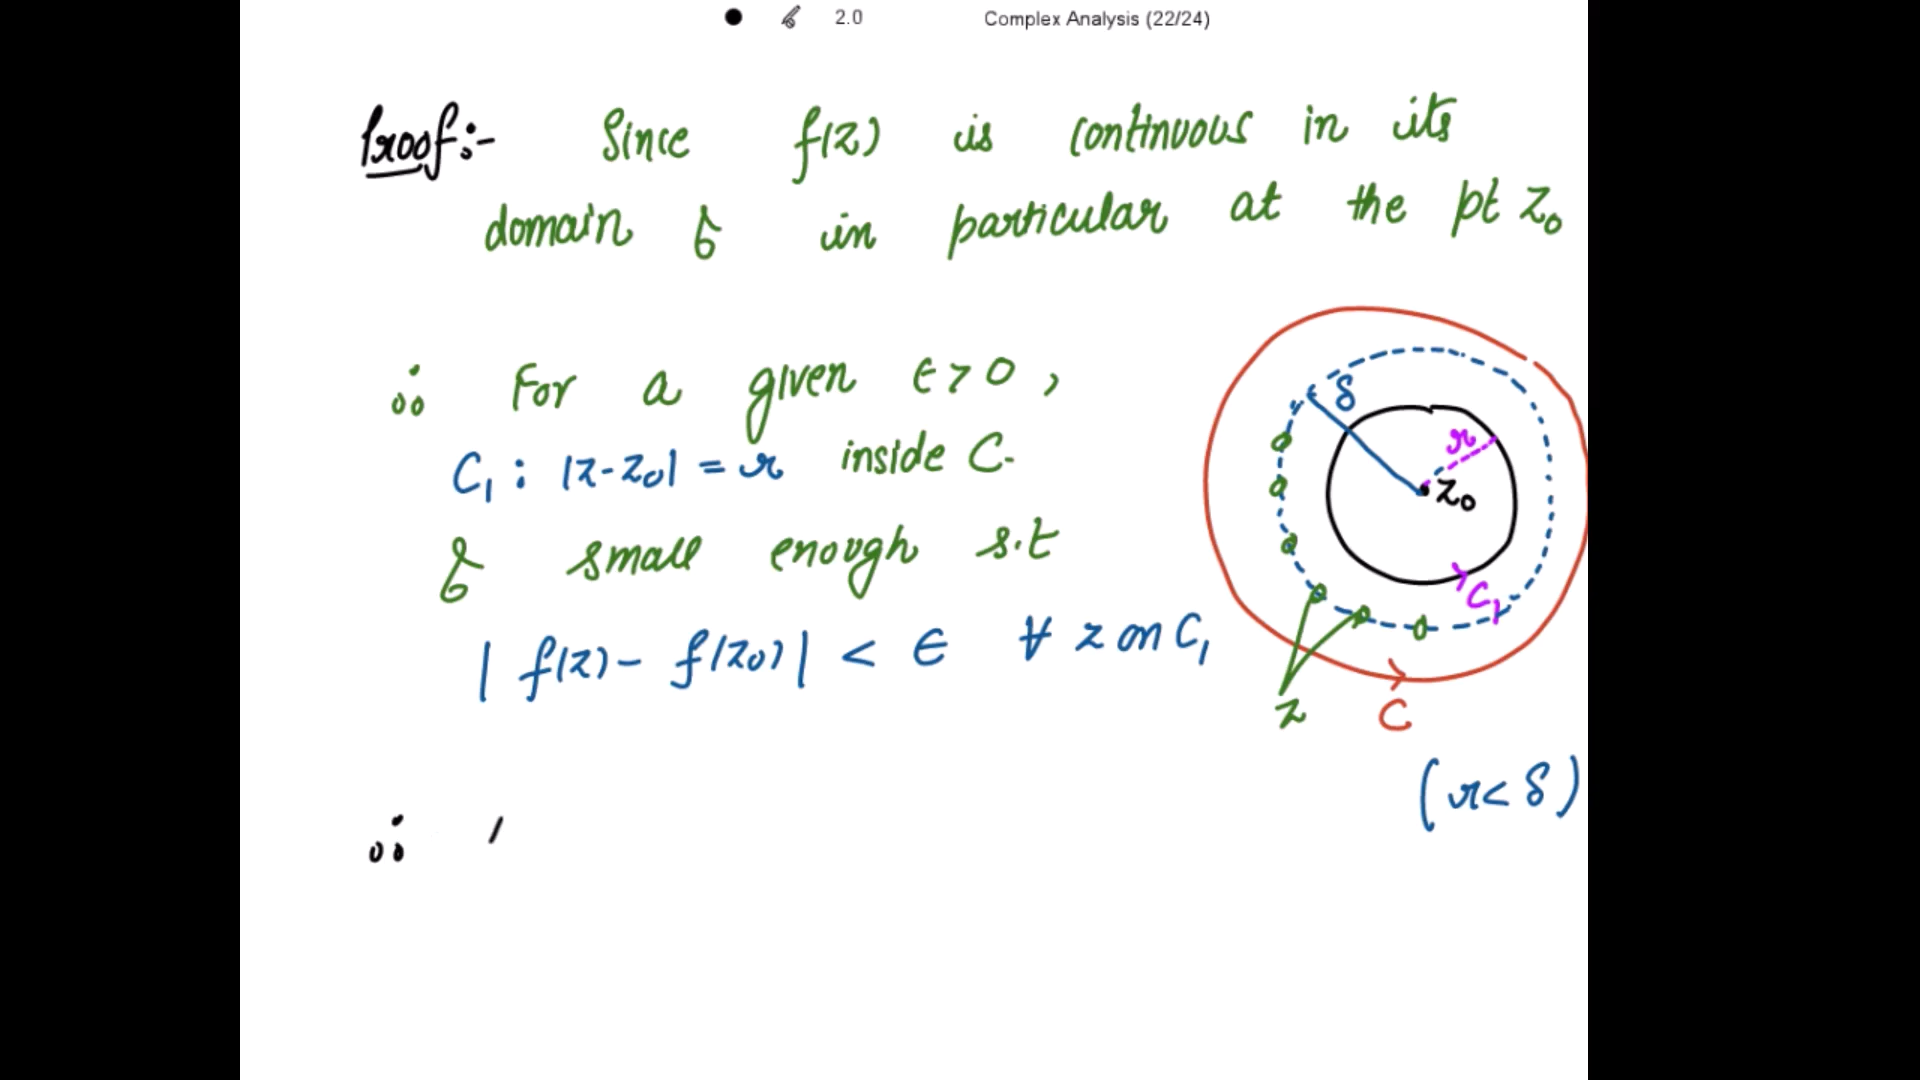 2.0 Complex Analysis (22/24)
Proof:- Since f(z) is continuous in its
domain & in particular at the pt z₀
∴ For a given ϵ>0,
C₁ : |z-z₀| = r inside C.
& small enough s.t
| f(z) - f(z₀) | < ϵ ∀ z on C₁
δ
r
z₀
C₁
z
C
(r< δ)
∴